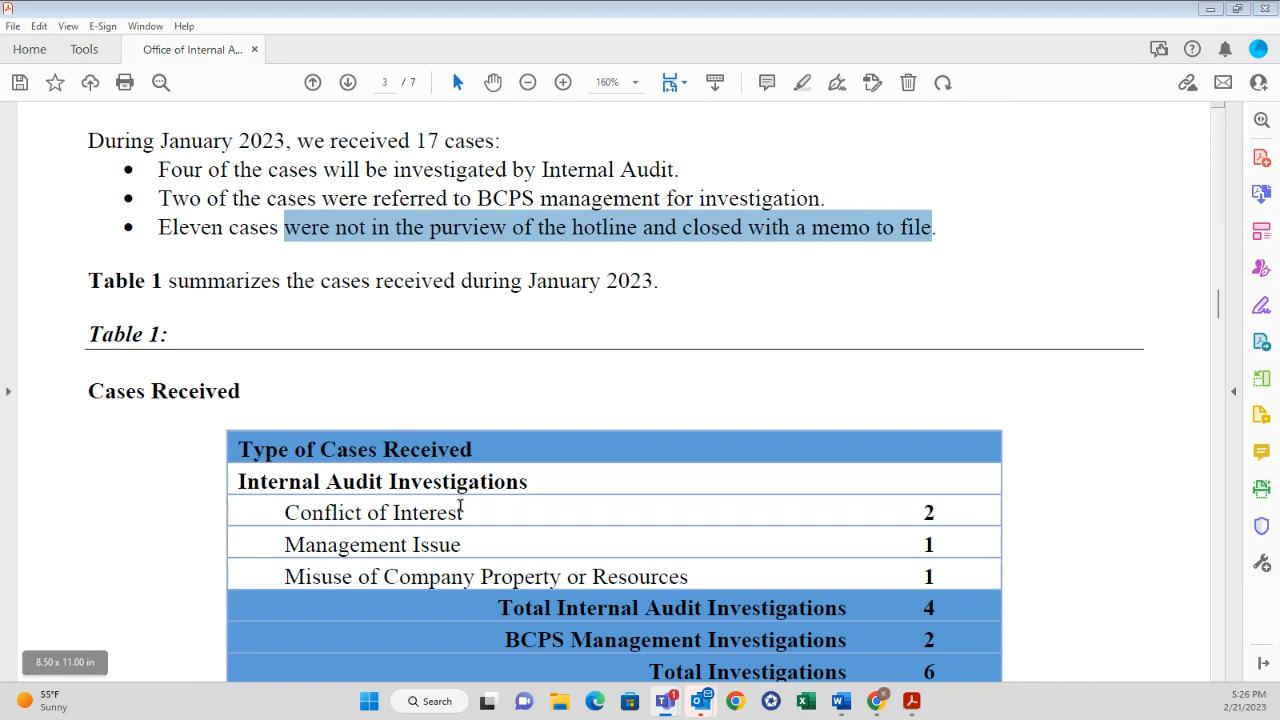 File Edit View E-Sign Window Help
Home Tools Office of Internal A... ×
3 / 7 160%
During January 2023, we received 17 cases:
• Four of the cases will be investigated by Internal Audit.
• Two of the cases were referred to BCPS management for investigation.
• Eleven cases were not in the purview of the hotline and closed with a memo to file.
Table 1 summarizes the cases received during January 2023.
Table 1:
Cases Received
Type of Cases Received
Internal Audit Investigations
Conflict of Interest 2
Management Issue 1
Misuse of Company Property or Resources 1
Total Internal Audit Investigations 4
BCPS Management Investigations 2
Total Investigations 6
8.50 x 11.00 in
55°F
Sunny
Search
5:26 PM
2/21/2023